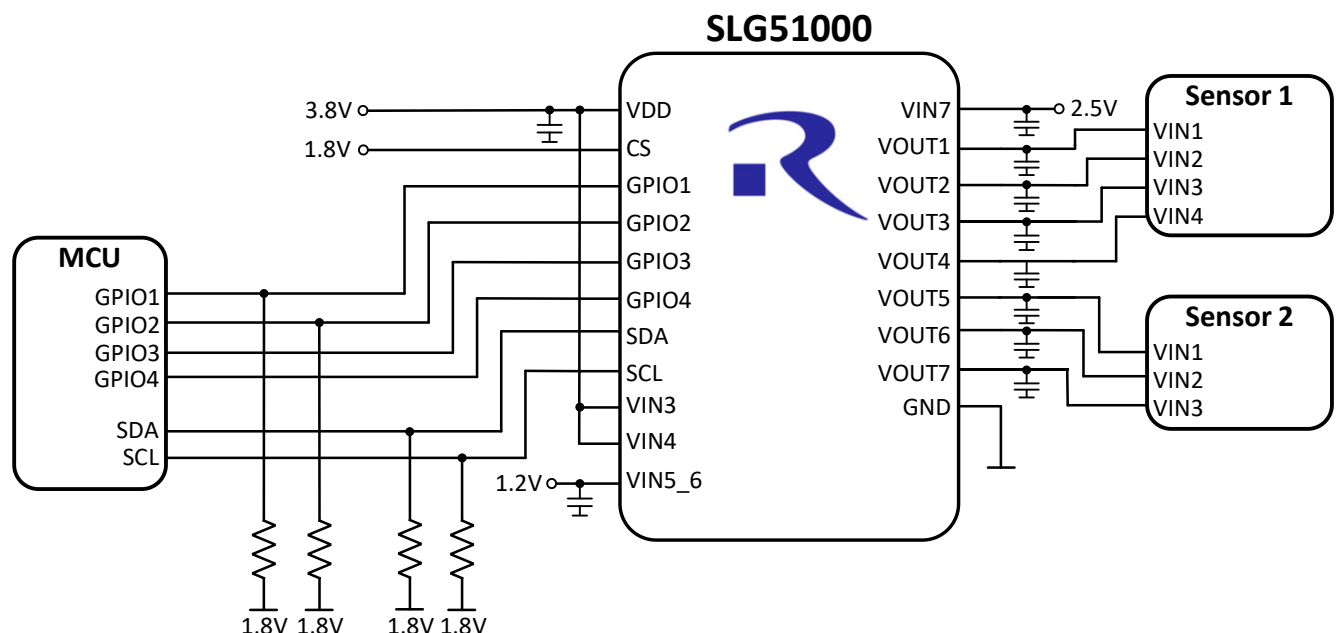 SLG51000
3.8V
1.8V
VDD
CS
GPIO1
GPIO2
GPIO3
GPIO4
SDA
SCL
VIN3
VIN4
1.2V
VIN5_6
VIN7
VOUT1
VOUT2
VOUT3
VOUT4
VOUT5
VOUT6
VOUT7
GND
2.5V
Sensor 1
VIN1
VIN2
VIN3
VIN4
Sensor 2
VIN1
VIN2
VIN3
MCU
GPIO1
GPIO2
GPIO3
GPIO4
SDA
SCL
1.8V 1.8V 1.8V 1.8V